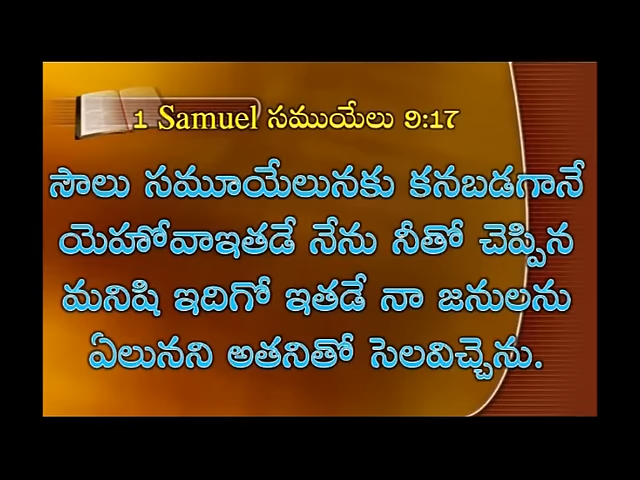 1 Samuel సముయేలు 9:17
సౌలు సమూయేలునకు కనబడగానే
యెహోవాఇతడే నేను నీతో చెప్పిన
మనిషి ఇదిగో ఇతడే నా జనులను
ఏలునని అతనితో సెలవిచ్చెను.